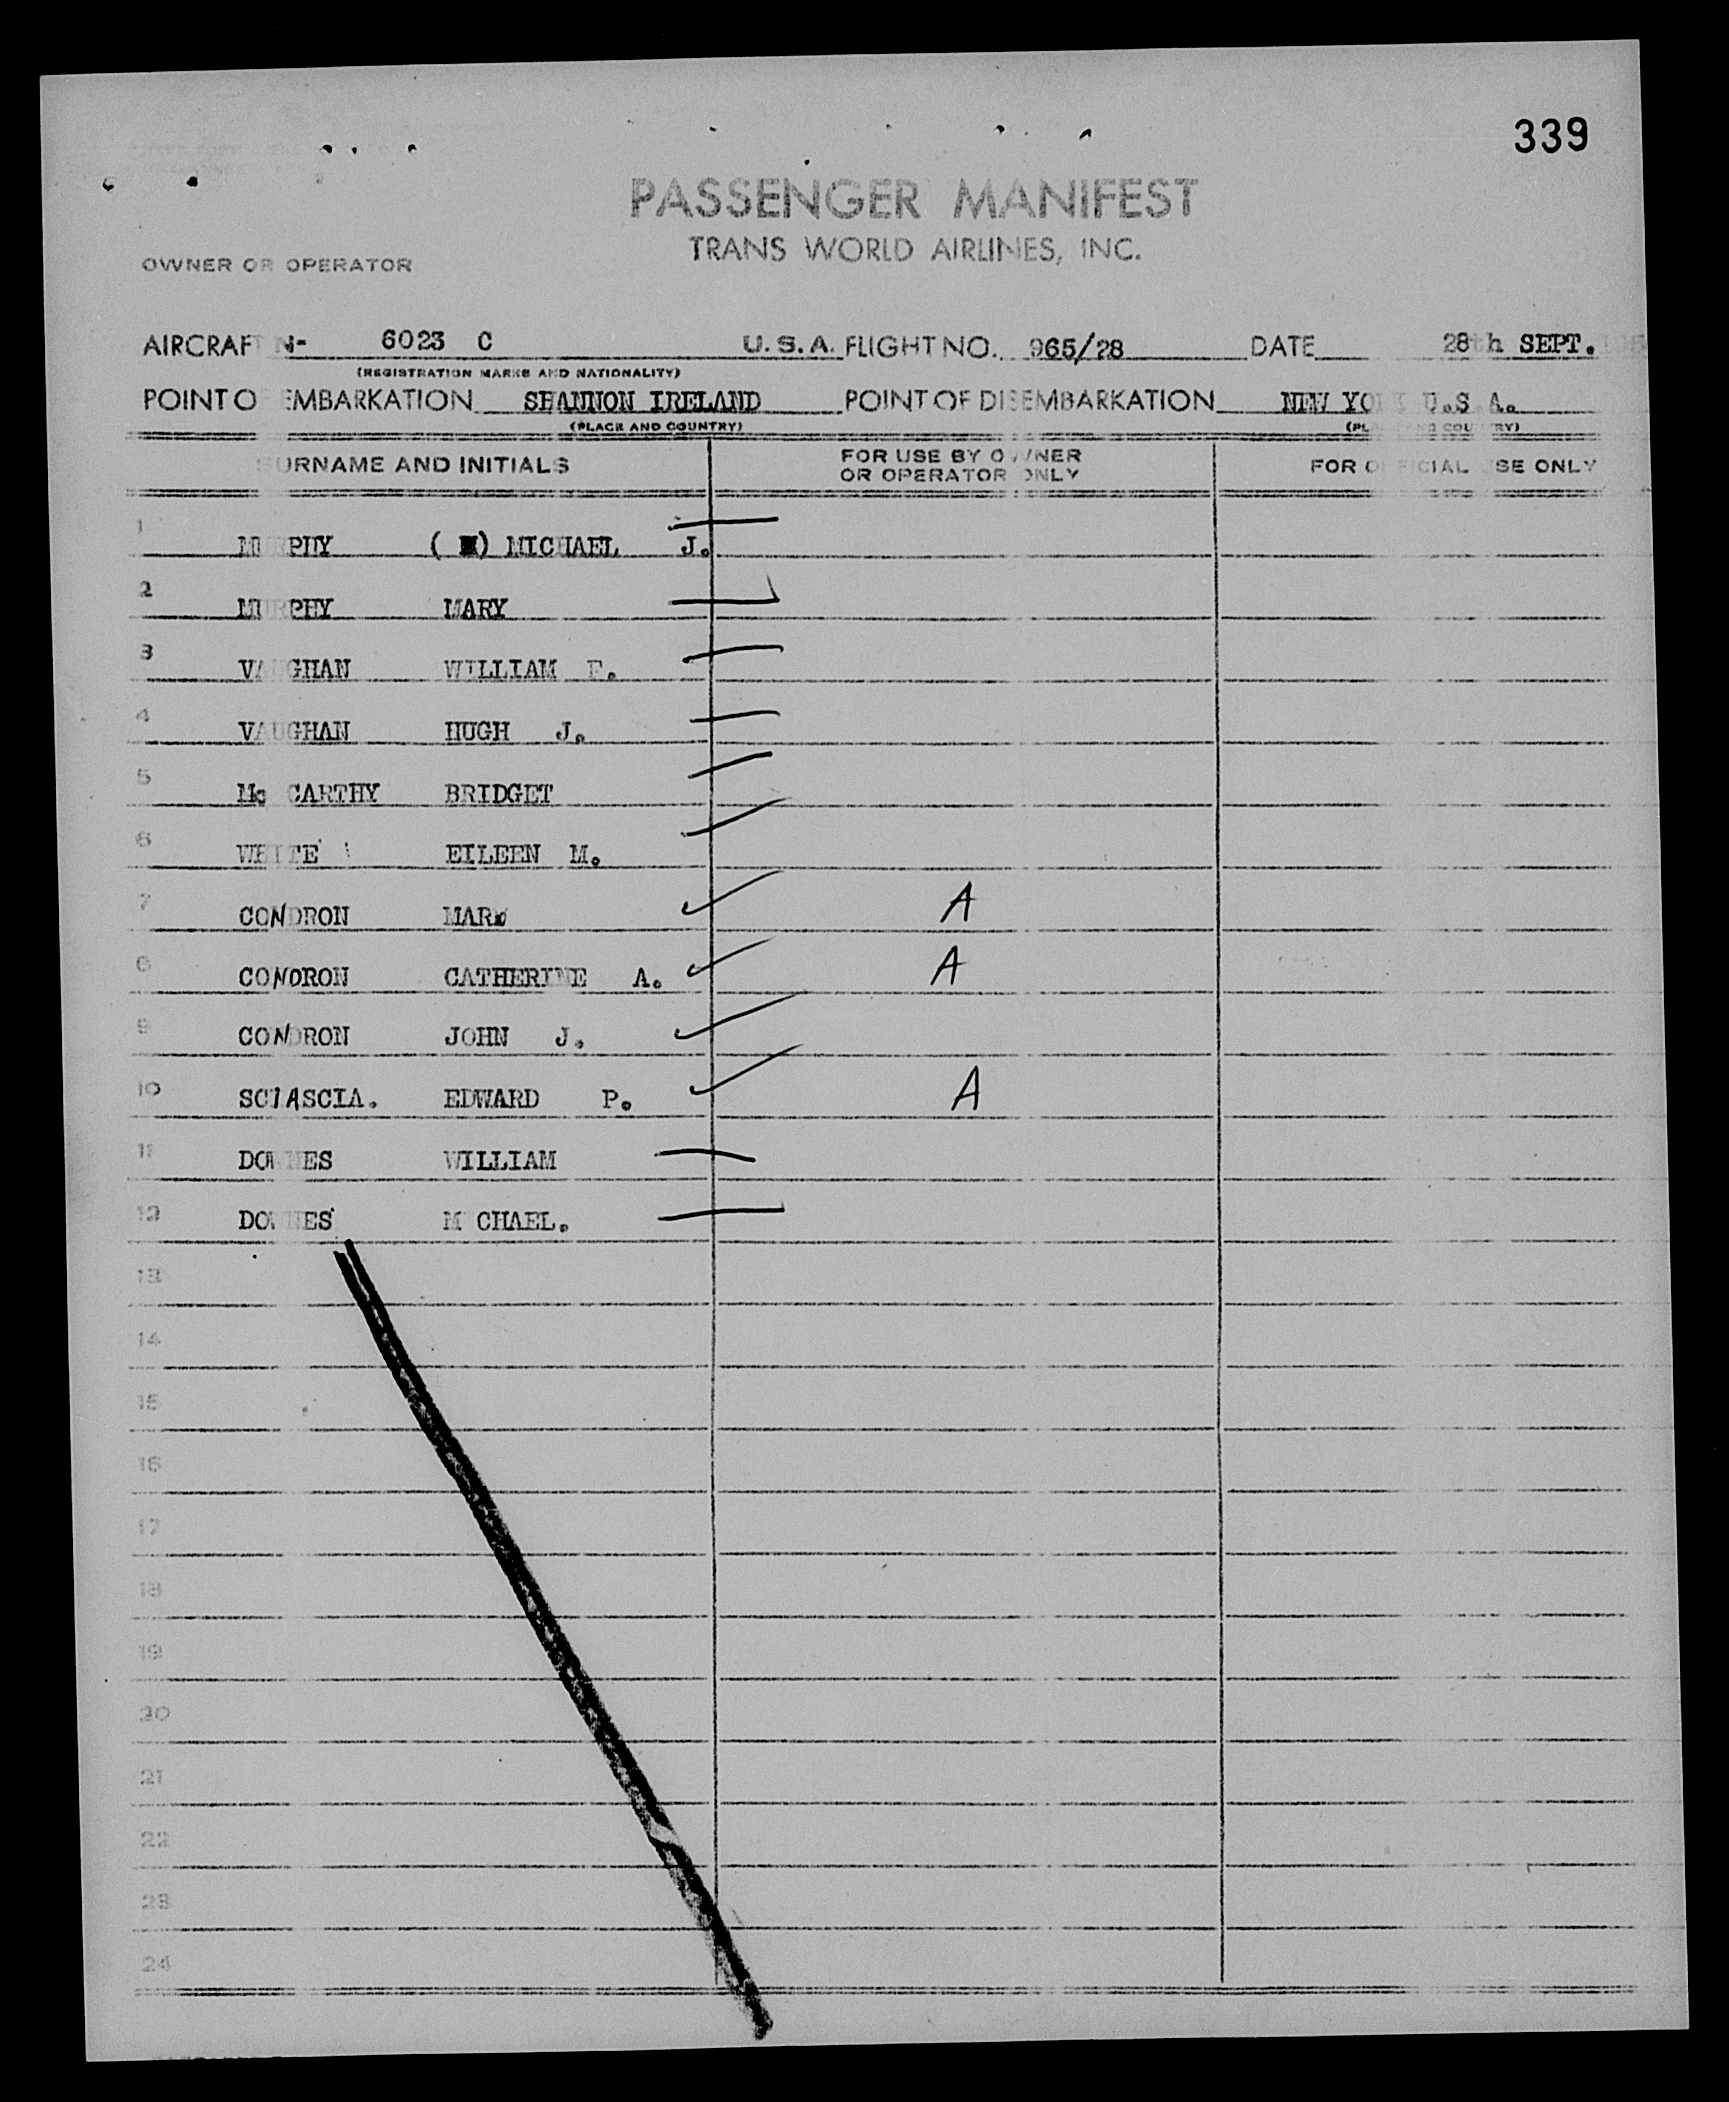 339
PASSENGER MANIFEST
TRANS WORLD AIRLINES, INC.
OWNER OR OPERATOR
AIRCRAFT N- 6023 C U.S.A. FLIGHT NO. 965/28 DATE 28th SEPT.
(REGISTRATION MARKS AND NATIONALITY)
POINT OF EMBARKATION SHANNON IRELAND POINT OF DISEMBARKATION NEW YORK U.S.A.
(PLACE AND COUNTRY) (PLACE AND COUNTRY)
SURNAME AND INITIALS FOR USE BY OWNER OR OPERATOR ONLY FOR OFFICIAL USE ONLY
1 MURPHY ( ) MICHAEL J.
2 MURPHY MARY
3 VAUGHAN WILLIAM F.
4 VAUGHAN HUGH J.
5 Mc CARTHY BRIDGET
6 WHITE EILEEN M.
7 CONDRON MARY A
8 CONDRON CATHERINE A. A
9 CONDRON JOHN J.
10 SCIASCIA. EDWARD P. A
11 DOWNES WILLIAM
12 DOWNES MICHAEL.
13
14
15
16
17
18
19
20
21
22
23
24